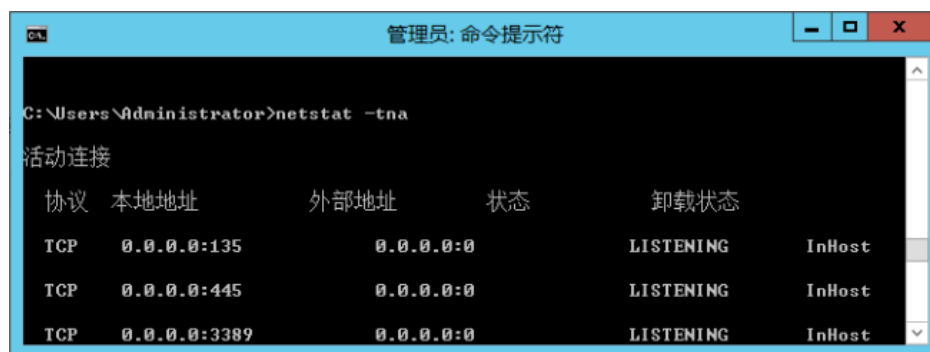 管理员: 命令提示符
C:\Users\Administrator>netstat -tna
活动连接
协议 本地地址 外部地址 状态 卸载状态
TCP 0.0.0.0:135 0.0.0.0:0 LISTENING InHost
TCP 0.0.0.0:445 0.0.0.0:0 LISTENING InHost
TCP 0.0.0.0:3389 0.0.0.0:0 LISTENING InHost